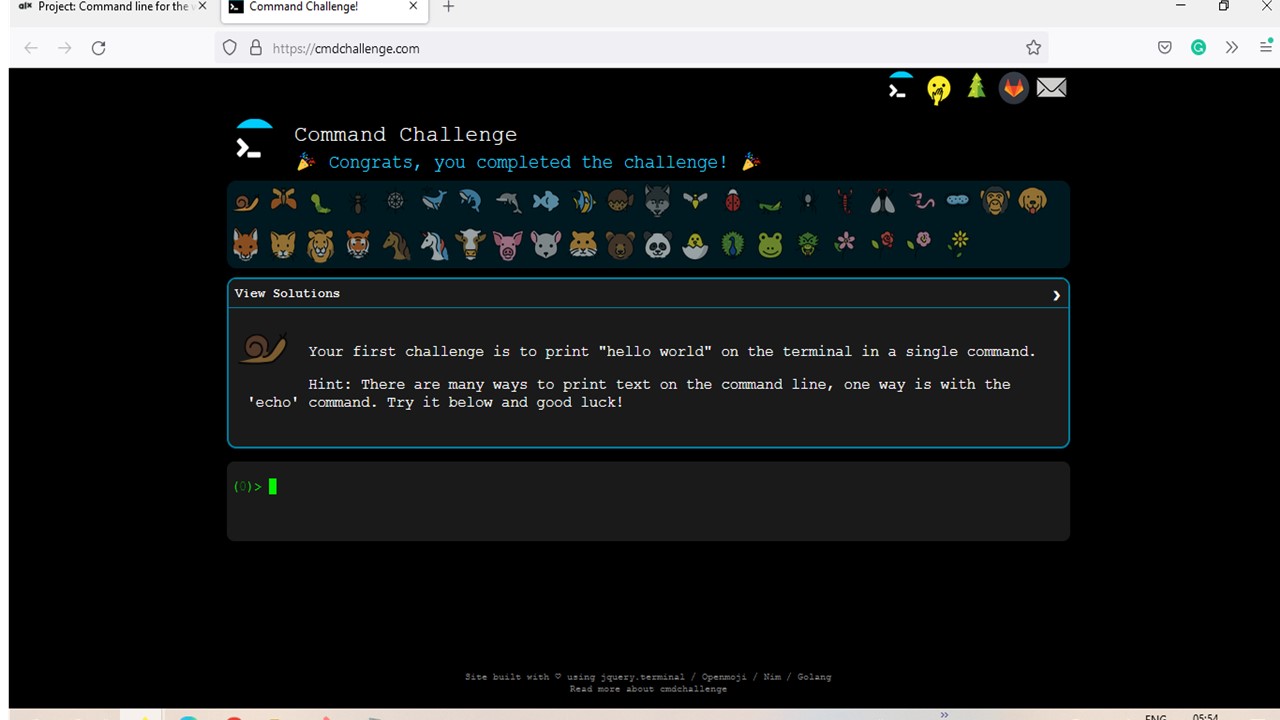 Project: Command line for the
Command Challenge!
https://cmdchallenge.com
Command Challenge
Congrats, you completed the challenge!
View Solutions
Your first challenge is to print "hello world" on the terminal in a single command.
Hint: There are many ways to print text on the command line, one way is with the
'echo' command. Try it below and good luck!
(0)>
Site built with ♡ using jquery.terminal / Openmoji / Nim / Golang
Read more about cmdchallenge
ENG
05:54